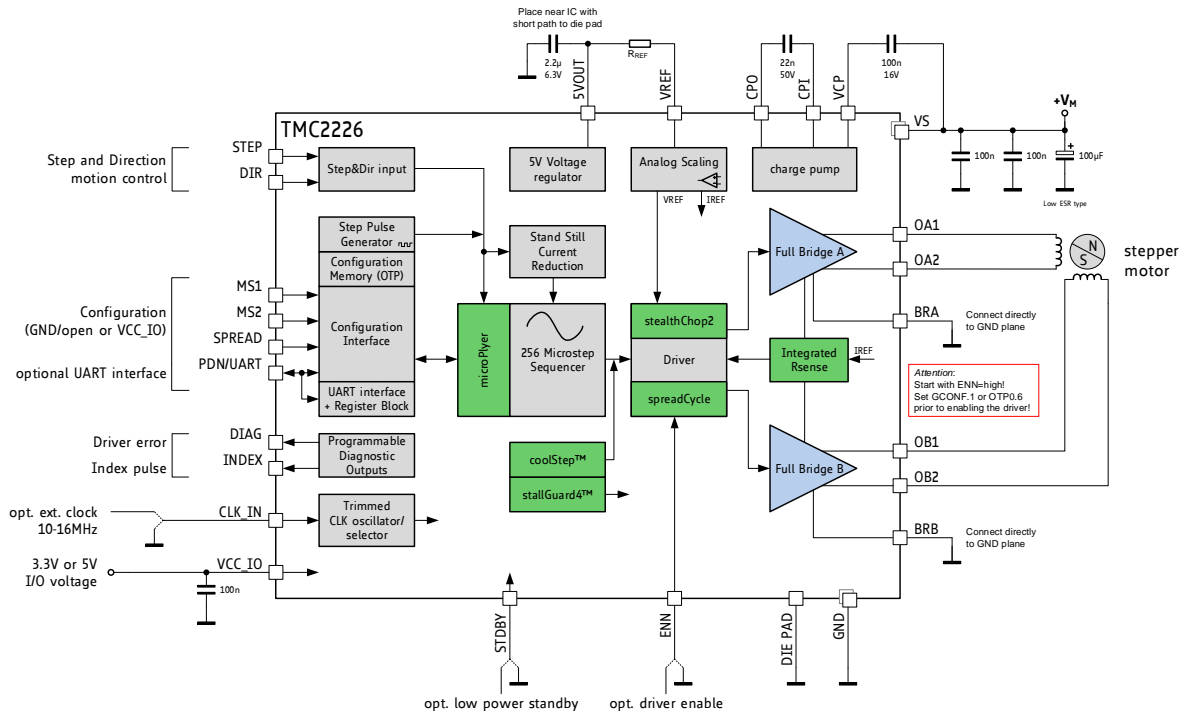 Place near IC with
short path to die pad
2.2µ
6.3V
RREF
5VOUT
VREF
22n
50V
CPO
CPI
100n
16V
VCP
+VM
VS
100n
100n
+
100µF
Low ESR type
TMC2226
Step and Direction
motion control
STEP
DIR
Step&Dir input
5V Voltage
regulator
Analog Scaling
VREF
IREF
charge pump
Step Pulse
Generator
Configuration
Memory (OTP)
Stand Still
Current
Reduction
Full Bridge A
OA1
OA2
N
S
stepper
motor
Configuration
(GND/open or VCC_IO)
optional UART interface
MS1
MS2
SPREAD
PDN/UART
Configuration
Interface
UART interface
+ Register Block
microPlyer
256 Microstep
Sequencer
stealthChop2
Driver
spreadCycle
Integrated
Rsense
IREF
BRA
Connect directly
to GND plane
Attention:
Start with ENN=high!
Set GCONF.1 or OTP0.6
prior to enabling the driver!
Driver error
Index pulse
DIAG
INDEX
Programmable
Diagnostic
Outputs
coolStep™
stallGuard4™
Full Bridge B
OB1
OB2
opt. ext. clock
10-16MHz
CLK_IN
Trimmed
CLK oscillator/
selector
BRB
Connect directly
to GND plane
3.3V or 5V
I/O voltage
VCC_IO
100n
STDBY
ENN
DIE PAD
GND
opt. low power standby
opt. driver enable